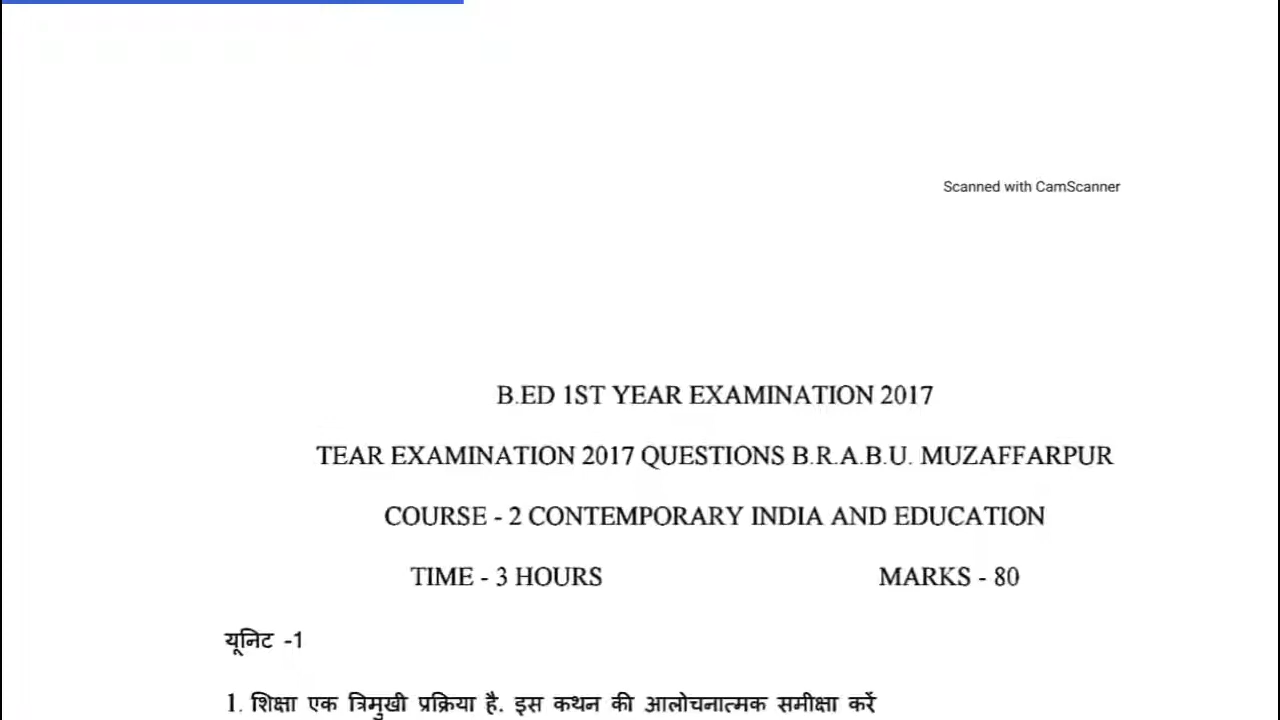 Scanned with CamScanner
B.ED 1ST YEAR EXAMINATION 2017
TEAR EXAMINATION 2017 QUESTIONS B.R.A.B.U. MUZAFFARPUR
COURSE - 2 CONTEMPORARY INDIA AND EDUCATION
TIME - 3 HOURS MARKS - 80
यूनिट -1
1. शिक्षा एक त्रिमुखी प्रक्रिया है. इस कथन की आलोचनात्मक समीक्षा करें